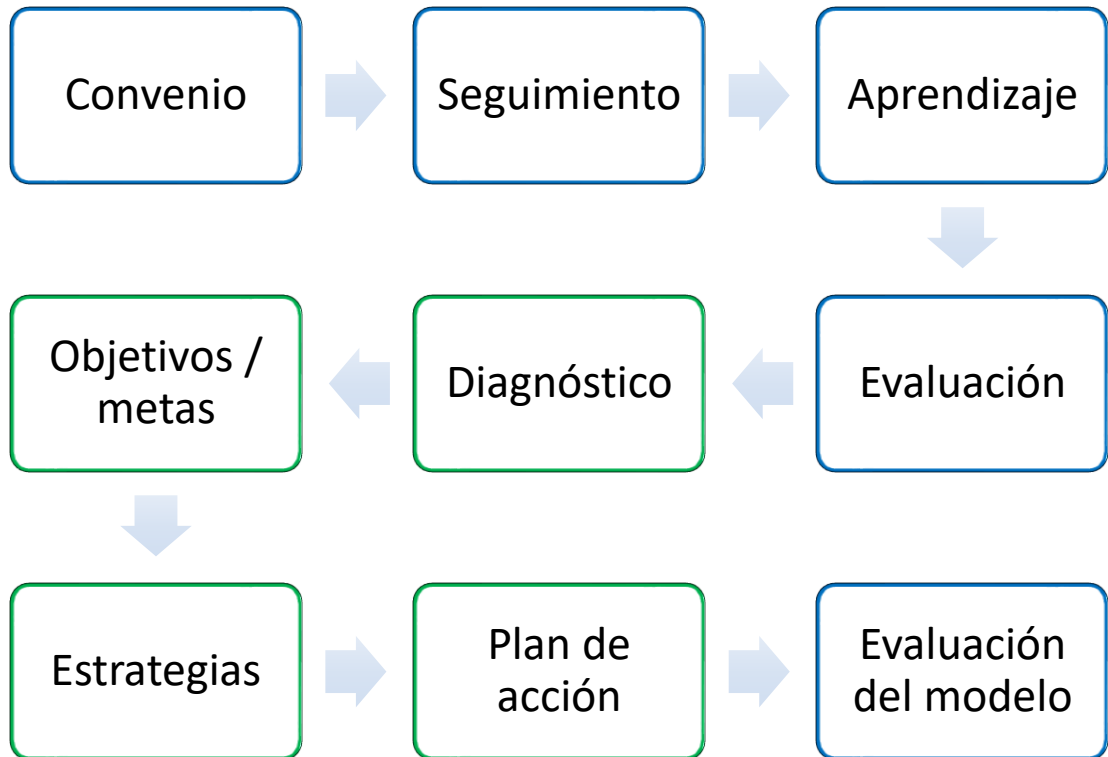 Convenio
Seguimiento
Aprendizaje
Evaluación
Diagnóstico
Objetivos /
metas
Estrategias
Plan de
acción
Evaluación
del modelo